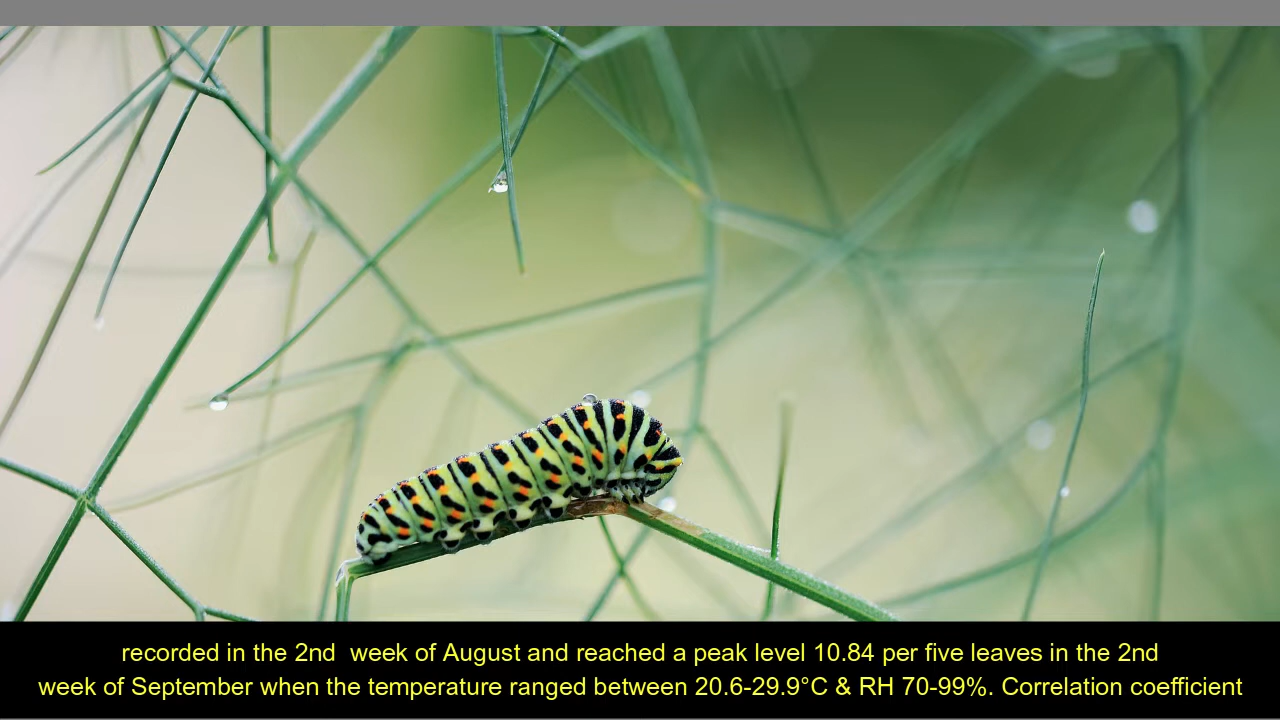 recorded in the 2nd  week of August and reached a peak level 10.84 per five leaves in the 2nd
week of September when the temperature ranged between 20.6-29.9°C & RH 70-99%. Correlation coefficient